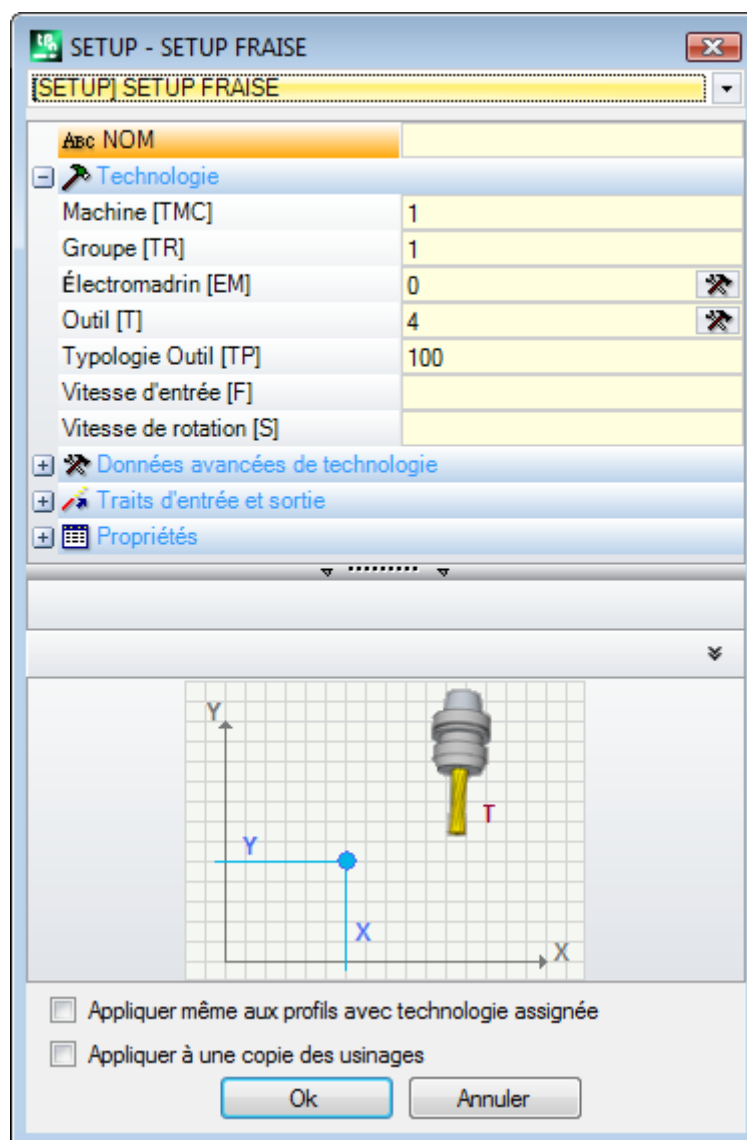 SETUP - SETUP FRAISE
[SETUP] SETUP FRAISE
ABC NOM
Technologie
Machine [TMC] 1
Groupe [TR] 1
Électromadrin [EM] 0
Outil [T] 4
Typologie Outil [TP] 100
Vitesse d'entrée [F]
Vitesse de rotation [S]
Données avancées de technologie
Traits d'entrée et sortie
Propriétés
Y
T
Y
X
X
Appliquer même aux profils avec technologie assignée
Appliquer à une copie des usinages
Ok Annuler